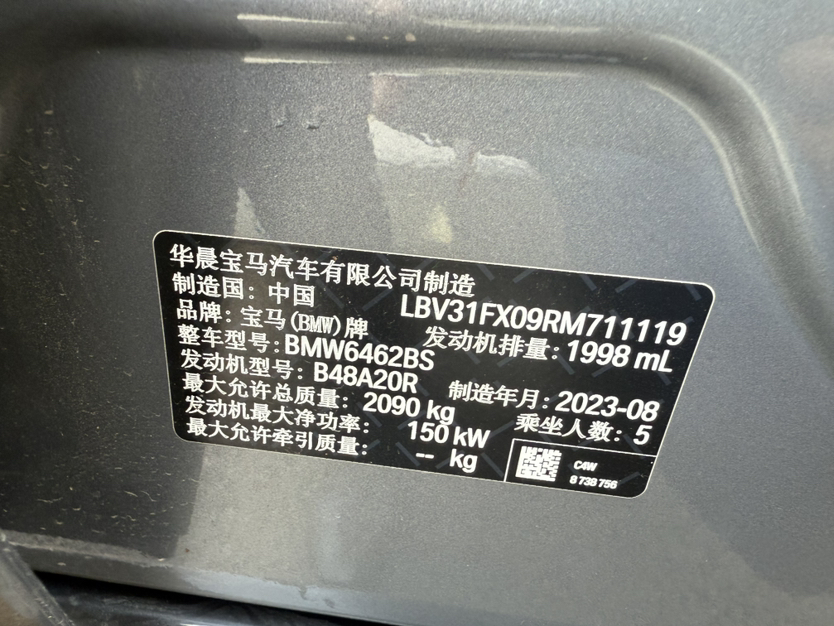 华晨宝马汽车有限公司制造
制造国: 中国 LBV31FX09RM711119
品牌: 宝马(BMW)牌 发动机排量: 1998 mL
整车型号: BMW6462BS
发动机型号: B48A20R 制造年月: 2023-08
最大允许总质量: 2090 kg 乘坐人数: 5
发动机最大净功率: 150 kW
最大允许牵引质量: -- kg
C4W
8 738 756